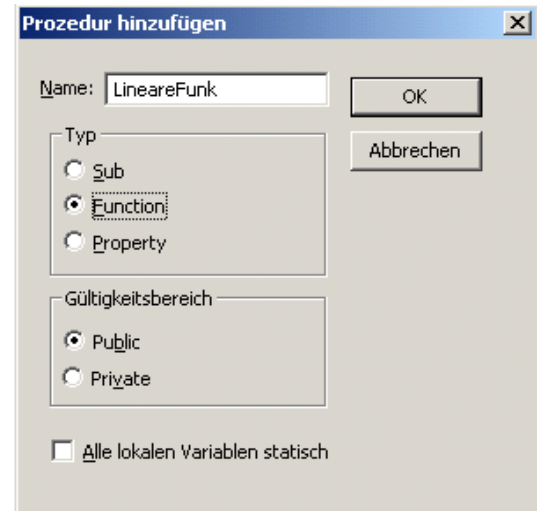 Prozedur hinzufügen
Name: LineareFunk
OK
Typ
Abbrechen
Sub
Function
Property
Gültigkeitsbereich
Public
Private
Alle lokalen Variablen statisch